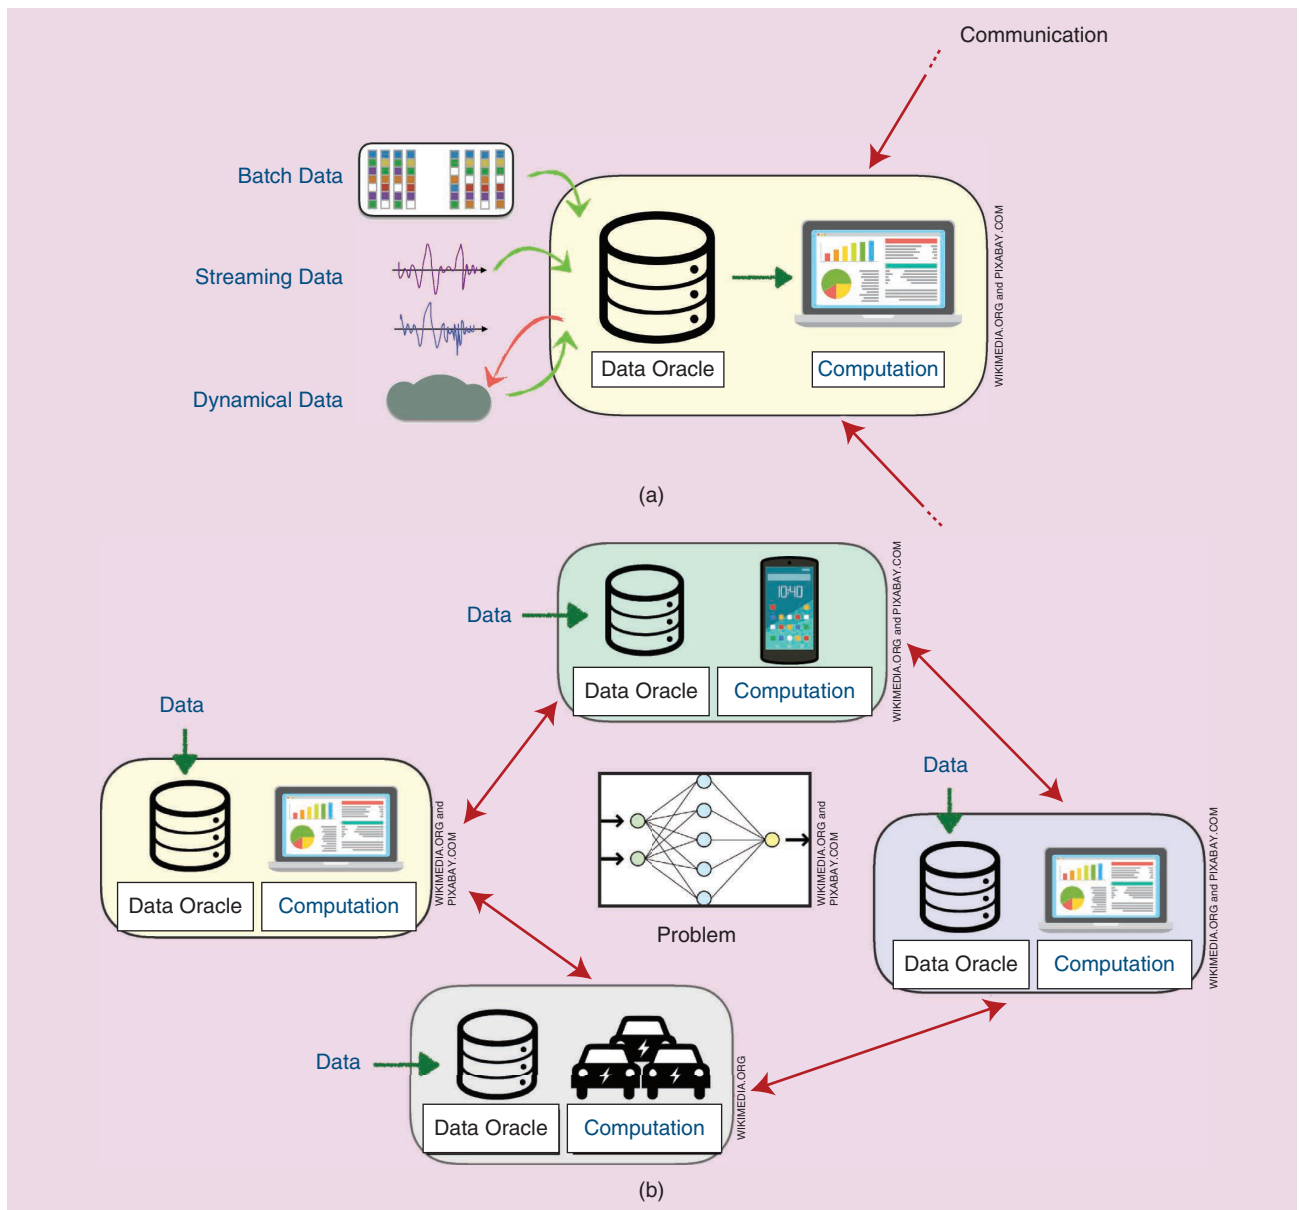 Communication
Batch Data
Streaming Data
Dynamical Data
Data Oracle
Computation
WIKIMEDIA.ORG and PIXABAY.COM
(a)
Data
Data Oracle
Computation
WIKIMEDIA.ORG and PIXABAY.COM
Data
Data Oracle
Computation
WIKIMEDIA.ORG and
PIXABAY.COM
10:40
Problem
WIKIMEDIA.ORG and
PIXABAY.COM
Data
Data Oracle
Computation
WIKIMEDIA.ORG and PIXABAY.COM
Data
Data Oracle
Computation
WIKIMEDIA.ORG
(b)